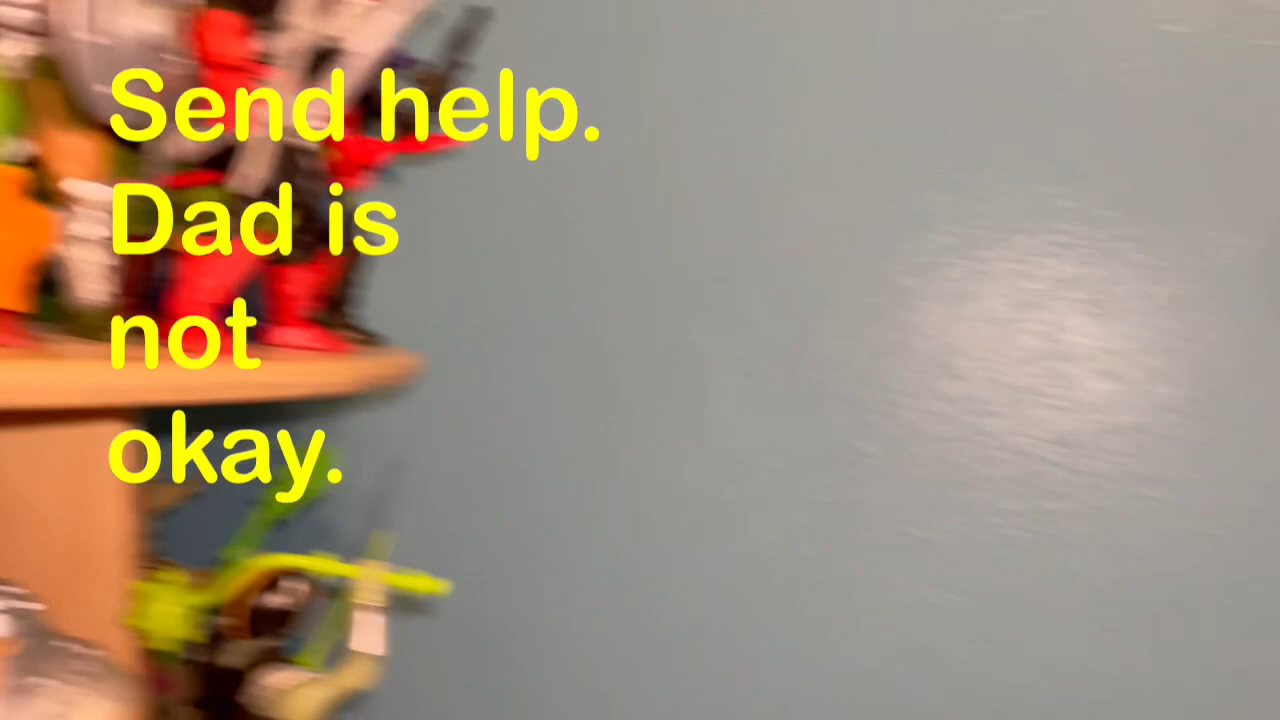 Send help.
Dad is
not
okay.